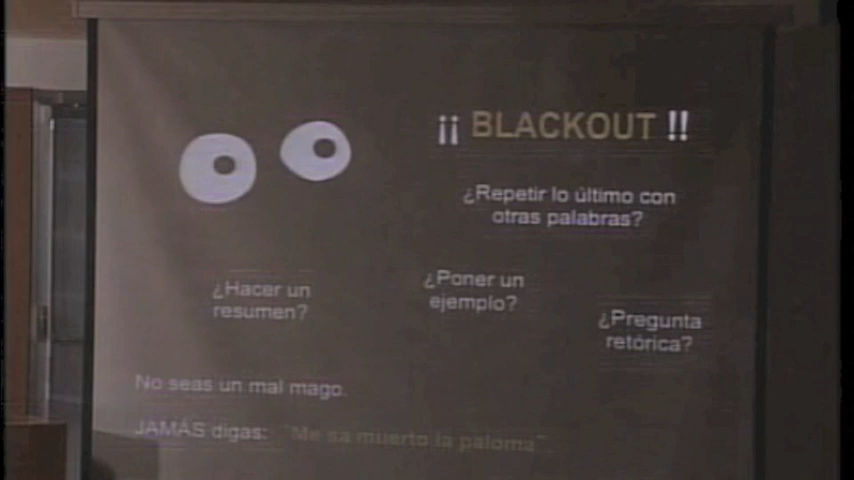 ¡¡ BLACKOUT !!
¿Repetir lo último con
otras palabras?
¿Hacer un
resumen?
¿Poner un
ejemplo?
¿Pregunta
retórica?
No seas un mal mago.
JAMÁS digas: ¨Me sa muerto la paloma¨